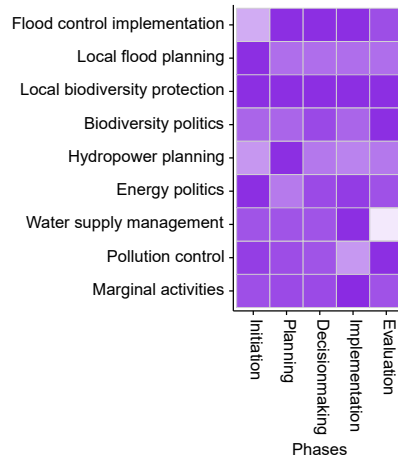 Flood control implementation
Local flood planning
Local biodiversity protection
Biodiversity politics
Hydropower planning
Energy politics
Water supply management
Pollution control
Marginal activities
Initiation
Planning
Decisionmaking
Implementation
Evaluation
Phases